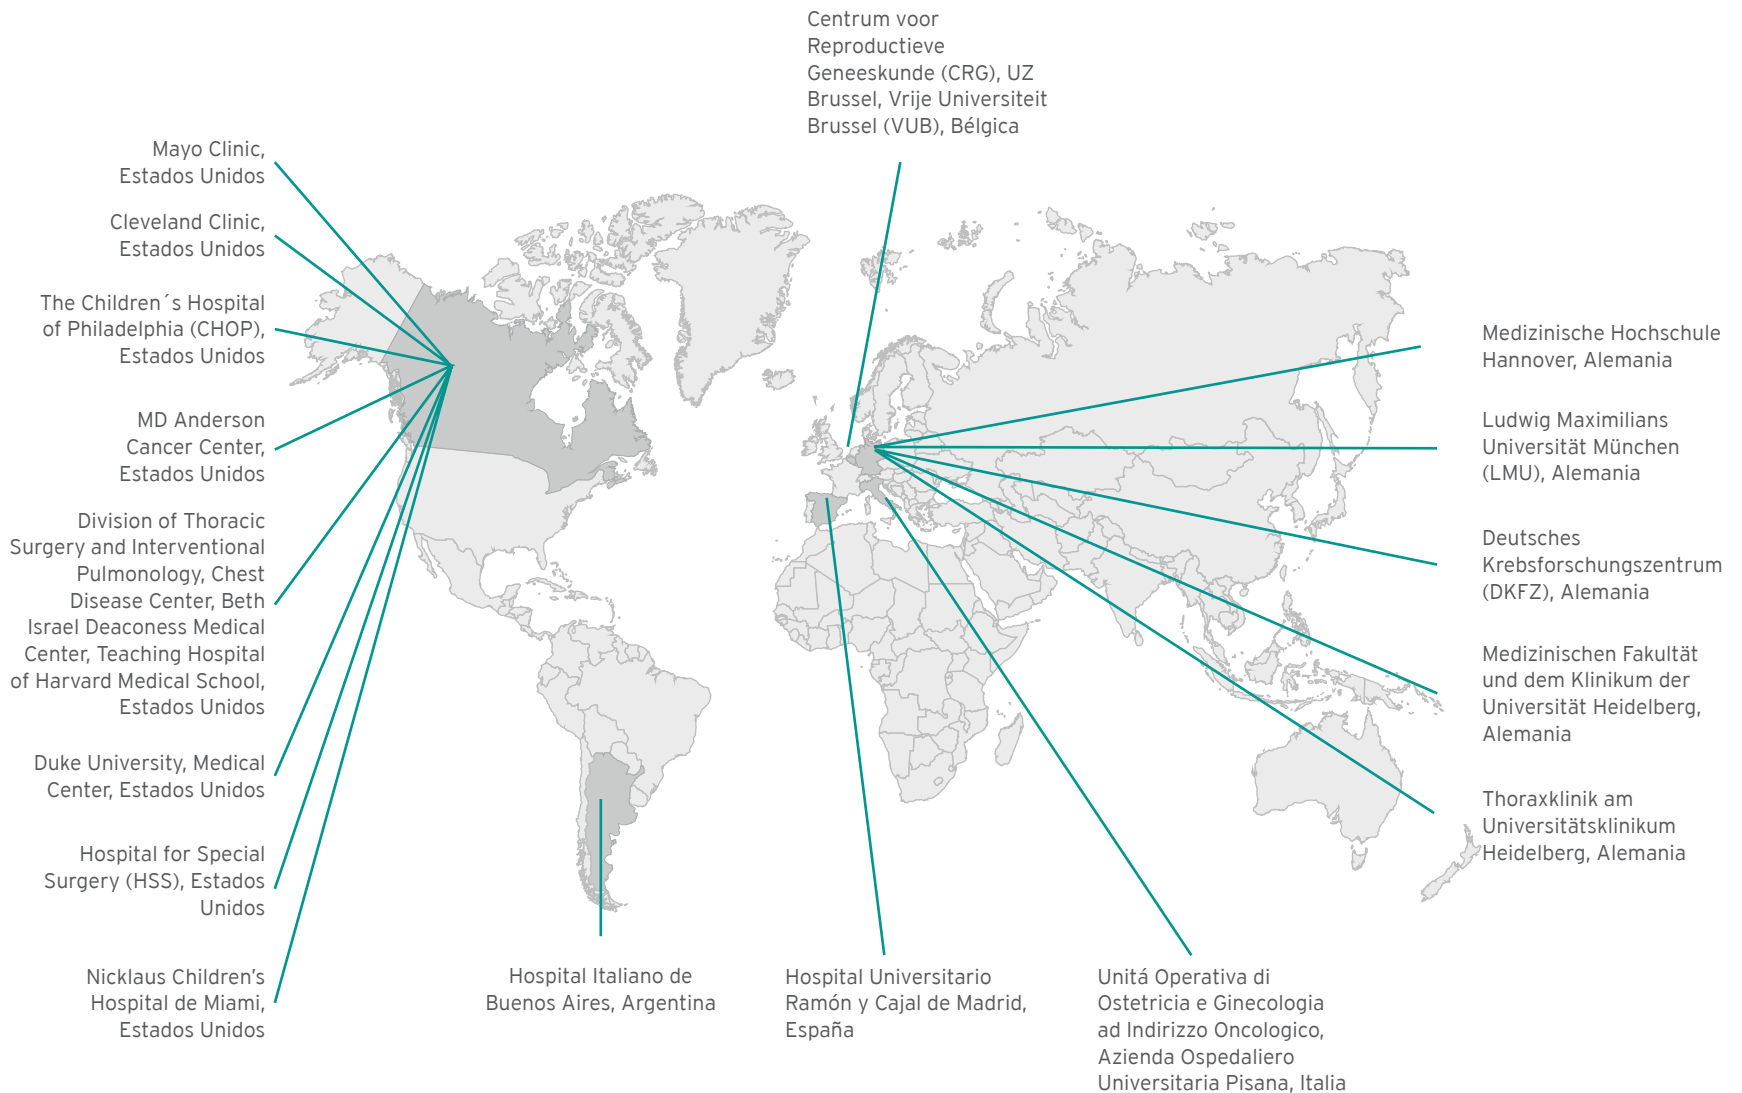 Centrum voor
Reproductieve
Geneeskunde (CRG), UZ
Brussel, Vrije Universiteit
Brussel (VUB), Bélgica
Mayo Clinic,
Estados Unidos
Cleveland Clinic,
Estados Unidos
The Children´s Hospital
of Philadelphia (CHOP),
Estados Unidos
MD Anderson
Cancer Center,
Estados Unidos
Division of Thoracic
Surgery and Interventional
Pulmonology, Chest
Disease Center, Beth
Israel Deaconess Medical
Center, Teaching Hospital
of Harvard Medical School,
Estados Unidos
Duke University, Medical
Center, Estados Unidos
Hospital for Special
Surgery (HSS), Estados
Unidos
Nicklaus Children’s
Hospital de Miami,
Estados Unidos
Hospital Italiano de
Buenos Aires, Argentina
Hospital Universitario
Ramón y Cajal de Madrid,
España
Unitá Operativa di
Ostetricia e Ginecologia
ad Indirizzo Oncologico,
Azienda Ospedaliero
Universitaria Pisana, Italia
Medizinische Hochschule
Hannover, Alemania
Ludwig Maximilians
Universität München
(LMU), Alemania
Deutsches
Krebsforschungszentrum
(DKFZ), Alemania
Medizinischen Fakultät
und dem Klinikum der
Universität Heidelberg,
Alemania
Thoraxklinik am
Universitätsklinikum
Heidelberg, Alemania